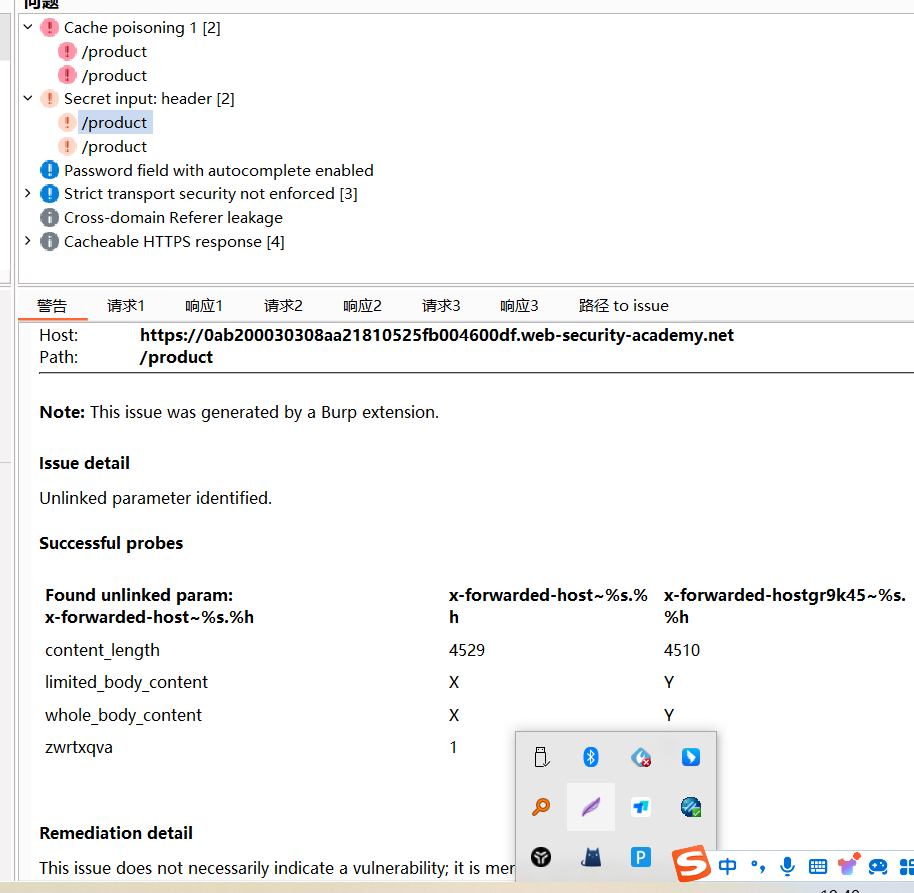 问题
Cache poisoning 1 [2]
/product
/product
Secret input: header [2]
/product
/product
Password field with autocomplete enabled
Strict transport security not enforced [3]
Cross-domain Referer leakage
Cacheable HTTPS response [4]
警告 请求1 响应1 请求2 响应2 请求3 响应3 路径 to issue
Host: https://0ab200030308aa21810525fb004600df.web-security-academy.net
Path: /product
Note: This issue was generated by a Burp extension.
Issue detail
Unlinked parameter identified.
Successful probes
Found unlinked param: x-forwarded-host~%s.% x-forwarded-hostgr9k45~%s.
x-forwarded-host~%s.%h h %h
content_length 4529 4510
limited_body_content X Y
whole_body_content X Y
zwrtxqva 1
Remediation detail
This issue does not necessarily indicate a vulnerability; it is mer
中